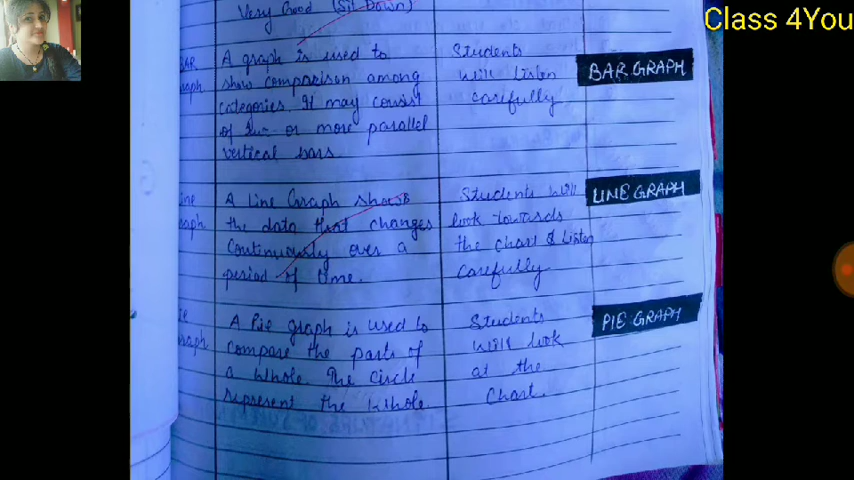 Class 4You
Very Good (Sit Down)
BAR
A graph is used to
show comparison among
categories. It may consist
of or more parallel
vertical bars.
Students
will listen
carefully
BAR GRAPH
A Line Graph shows
the data that changes
continuously over a
period of time.
Students will
look towards
the chart & listen
carefully
LINE GRAPH
A Pie graph is used to
compare the parts of
a whole. The circle
represent the whole.
Students
will look
at the
Chart.
PIE GRAPH